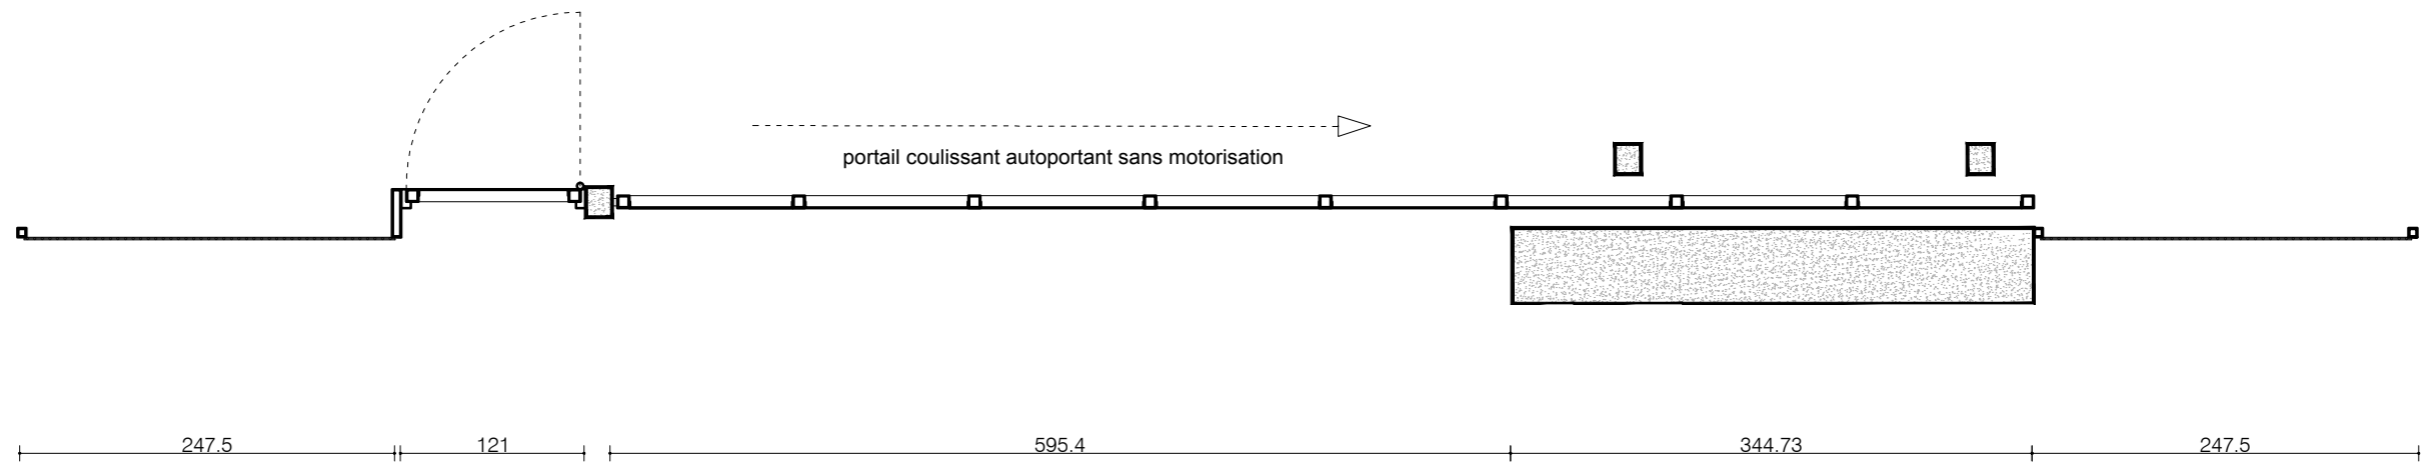 portail coulissant autoportant sans motorisation
247.5 121 595.4 344.73 247.5